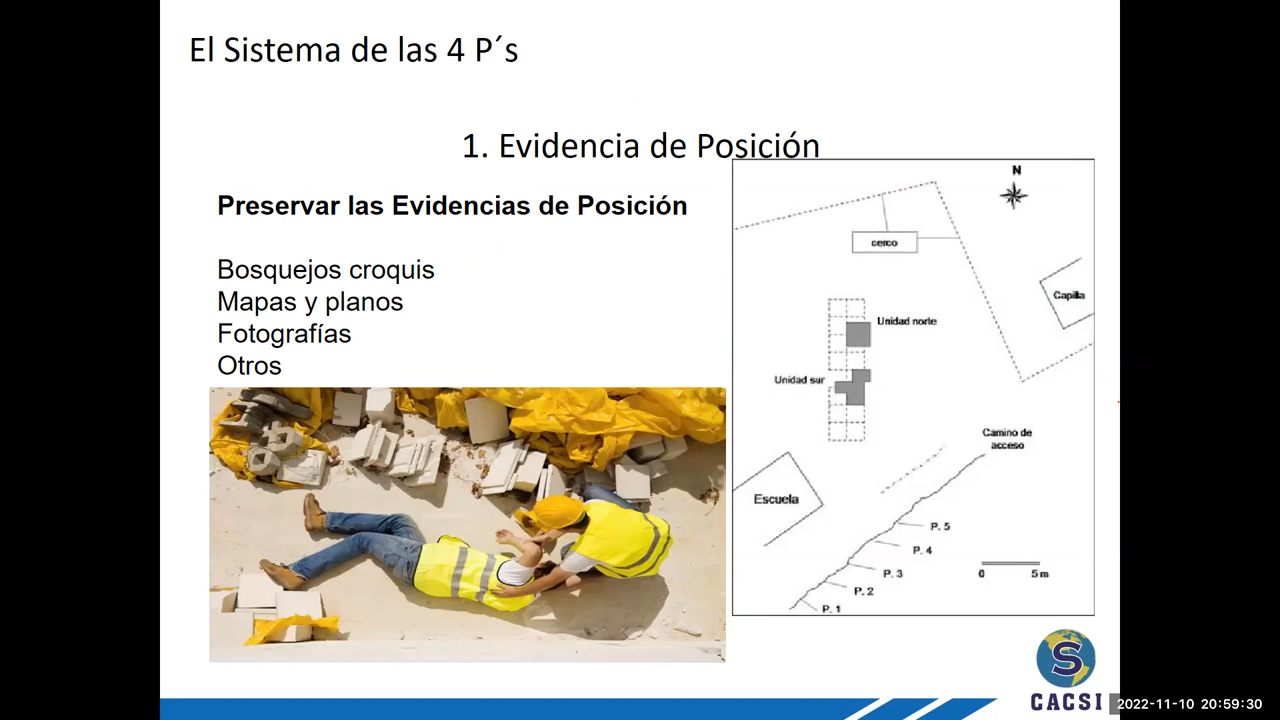 El Sistema de las 4 P´s
1. Evidencia de Posición
Preservar las Evidencias de Posición
Bosquejos croquis
Mapas y planos
Fotografías
Otros
N
cerco
Capilla
Unidad norte
Unidad sur
Camino de
acceso
Escuela
P. 5
P. 4
P. 3
P. 2
P. 1
0 5 m
S
CACSI
2022-11-10 20:59:30